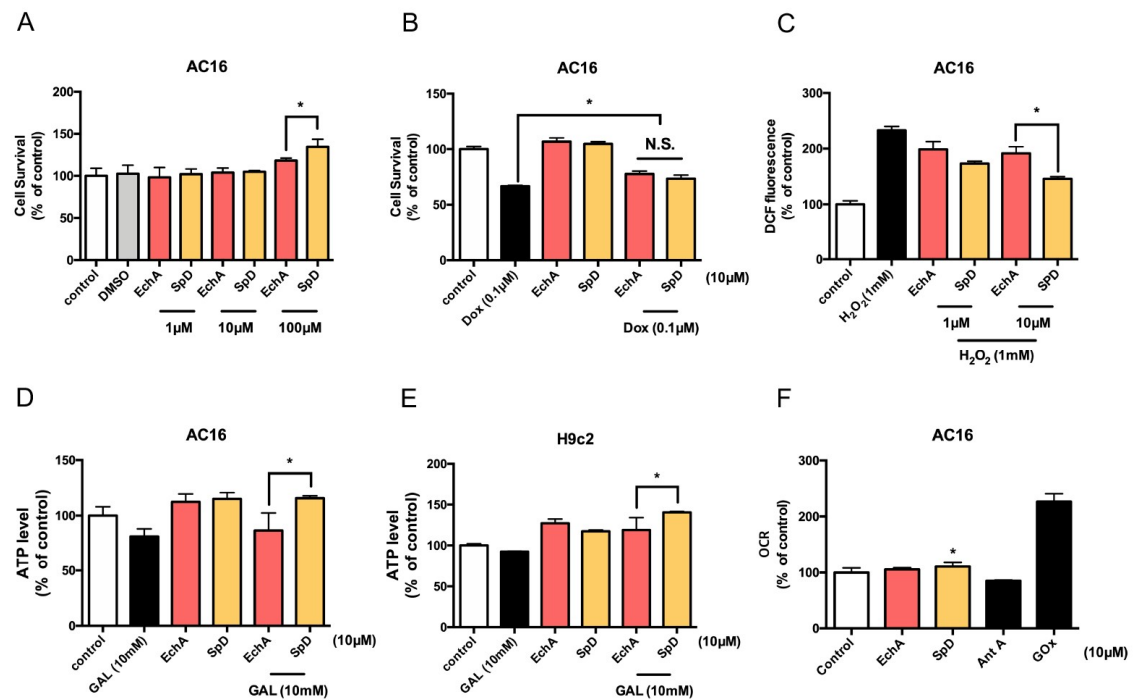 A
AC16
Cell Survival
(% of control)
200
150
100
50
0
*
control
DMSO
EchA
SpD
EchA
SpD
EchA
SpD
1µM
10µM
100µM
B
AC16
Cell Survival
(% of control)
150
100
50
0
*
N.S.
control
Dox (0.1µM)
EchA
SpD
EchA
SpD
(10µM)
Dox (0.1µM)
C
AC16
DCF fluorescence
(% of control)
300
200
100
0
*
control
H₂O₂ (1mM)
EchA
SpD
EchA
SPD
1µM
10µM
H₂O₂ (1mM)
D
AC16
ATP level
(% of control)
150
100
50
0
*
control
GAL (10mM)
EchA
SpD
EchA
SpD
(10µM)
GAL (10mM)
E
H9c2
ATP level
(% of control)
200
150
100
50
0
*
control
GAL (10mM)
EchA
SpD
EchA
SpD
(10µM)
GAL (10mM)
F
AC16
OCR
(% of control)
300
200
100
0
*
Control
EchA
SpD
Ant A
GOx
(10µM)